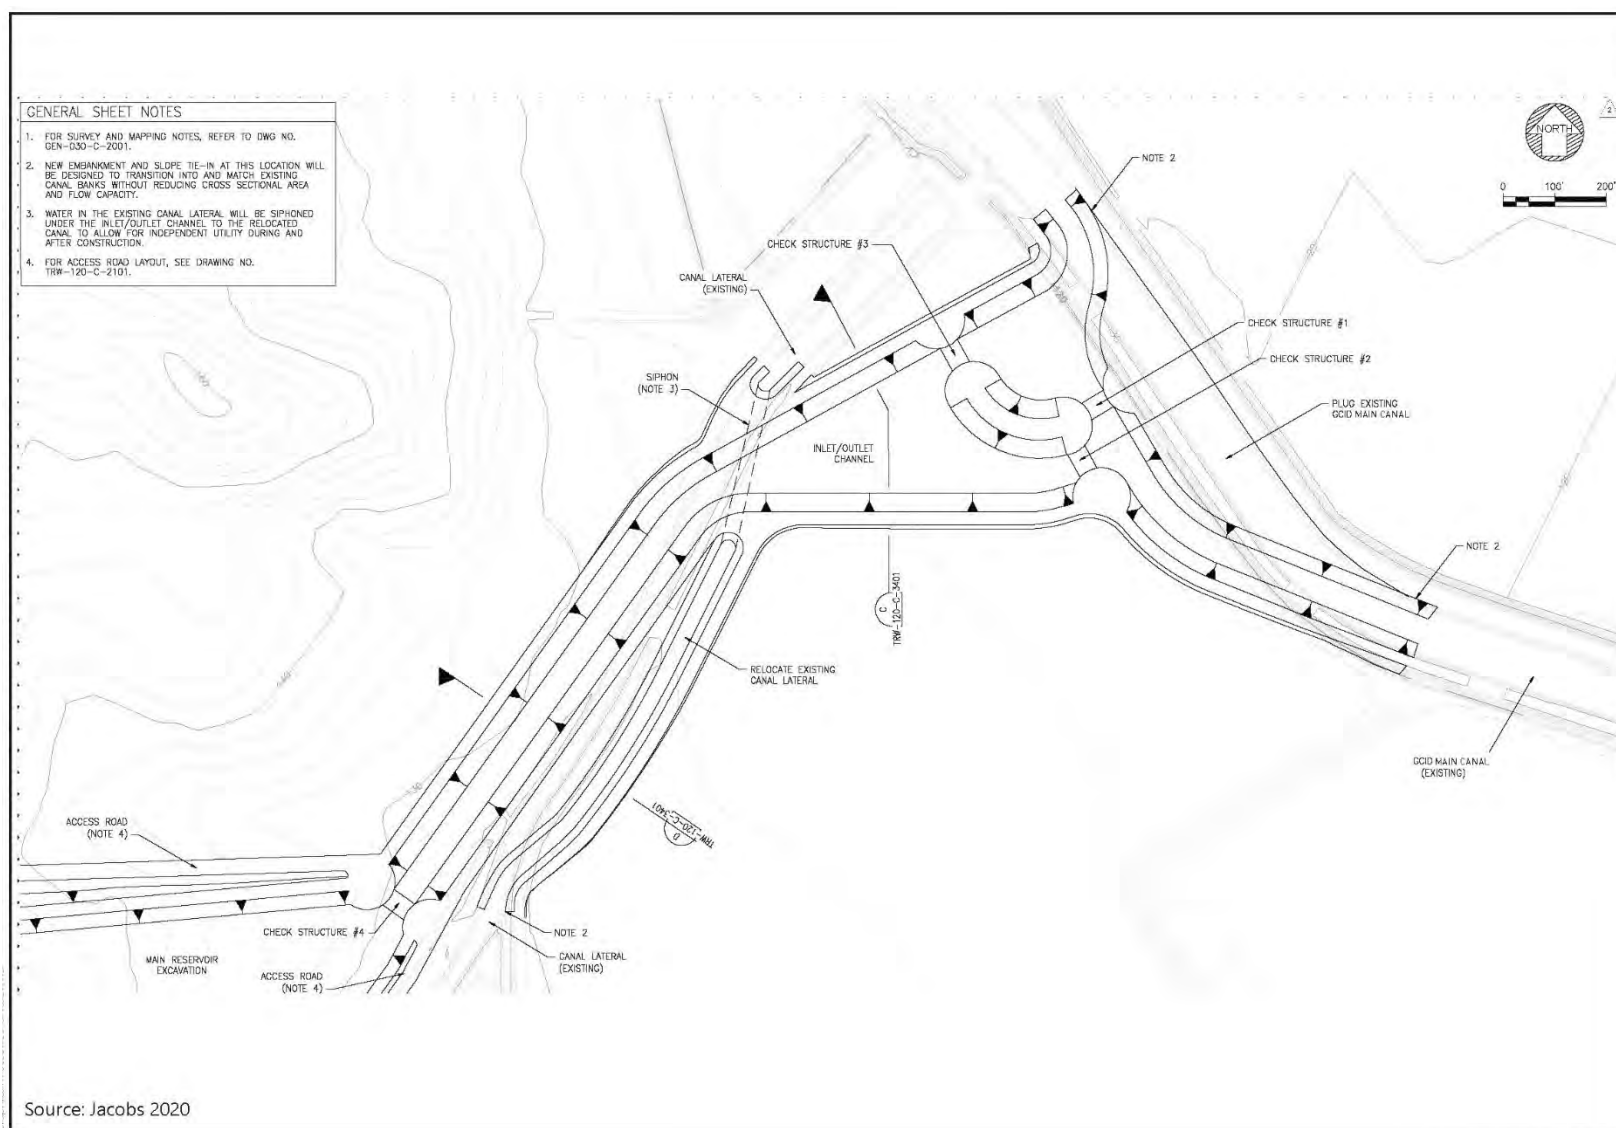 GENERAL SHEET NOTES
1. FOR SURVEY AND MAPPING NOTES, REFER TO DWG NO.
GEN-030-C-2001.
2. NEW EMBANKMENT AND SLOPE TIE-IN AT THIS LOCATION WILL
BE DESIGNED TO TRANSITION INTO AND MATCH EXISTING
CANAL BANKS WITHOUT REDUCING CROSS SECTIONAL AREA
AND FLOW CAPACITY.
3. WATER IN THE EXISTING CANAL LATERAL WILL BE SIPHONED
UNDER THE INLET/OUTLET CHANNEL TO THE RELOCATED
CANAL TO ALLOW FOR INDEPENDENT UTILITY DURING AND
AFTER CONSTRUCTION.
4. FOR ACCESS ROAD LAYOUT, SEE DRAWING NO.
TRW-120-C-2101.
NORTH
2
0 100' 200'
NOTE 2
CHECK STRUCTURE #3
CANAL LATERAL
(EXISTING)
120
CHECK STRUCTURE #1
CHECK STRUCTURE #2
SIPHON
(NOTE 3)
PLUG EXISTING
GCID MAIN CANAL
INLET/OUTLET
CHANNEL
NOTE 2
C
TRW-120-C-3401
RELOCATE EXISTING
CANAL LATERAL
GCID MAIN CANAL
(EXISTING)
ACCESS ROAD
(NOTE 4)
D
TRW-120-C-3401
CHECK STRUCTURE #4
NOTE 2
MAIN RESERVOIR
EXCAVATION
CANAL LATERAL
(EXISTING)
ACCESS ROAD
(NOTE 4)
Source: Jacobs 2020